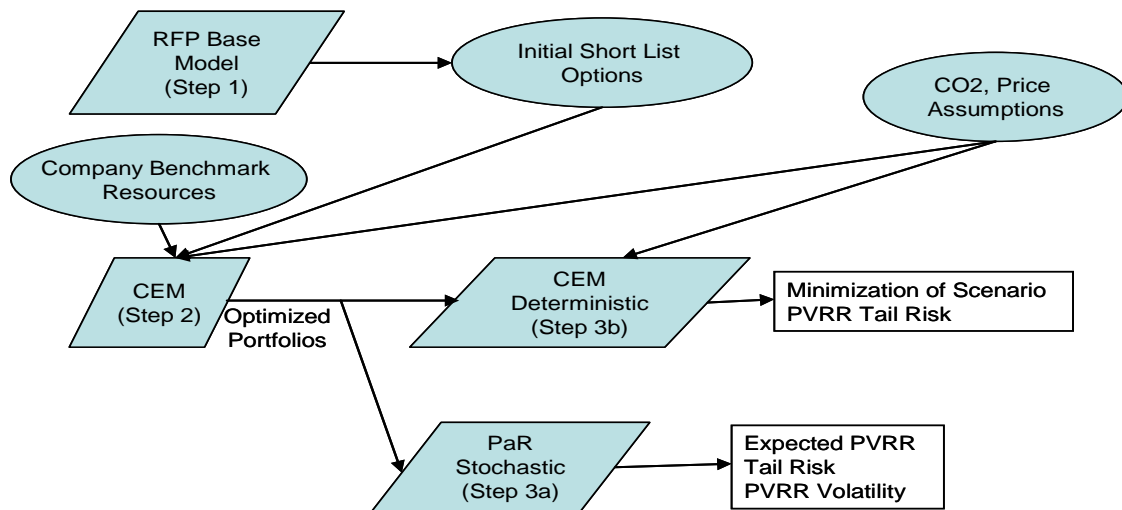 RFP Base
Model
(Step 1)
Initial Short List
Options
CO2, Price
Assumptions
Company Benchmark
Resources
CEM
(Step 2)
Optimized
Portfolios
CEM
Deterministic
(Step 3b)
Minimization of Scenario
PVRR Tail Risk
PaR
Stochastic
(Step 3a)
Expected PVRR
Tail Risk
PVRR Volatility